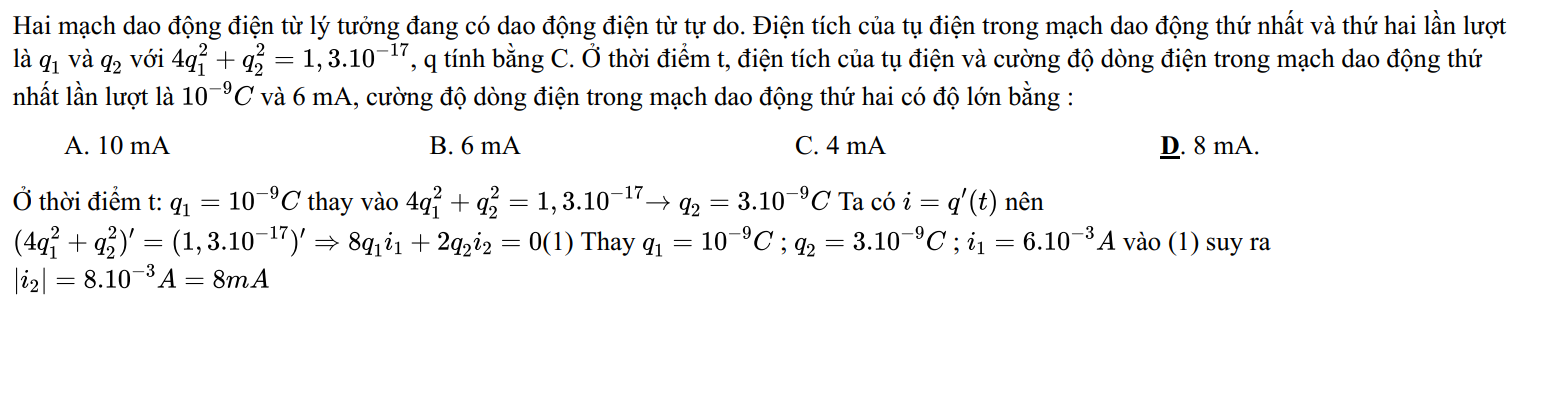 Hai mạch dao động điện từ lý tưởng đang có dao động điện từ tự do. Điện tích của tụ điện trong mạch dao động thứ nhất và thứ hai lần lượt
là $q_1$ và $q_2$ với $4q_1^2 + q_2^2 = 1,3.10^{-17}$, q tính bằng C. Ở thời điểm t, điện tích của tụ điện và cường độ dòng điện trong mạch dao động thứ
nhất lần lượt là $10^{-9}C$ và 6 mA, cường độ dòng điện trong mạch dao động thứ hai có độ lớn bằng :
A. 10 mA B. 6 mA C. 4 mA D. 8 mA.
Ở thời điểm t: $q_1 = 10^{-9}C$ thay vào $4q_1^2 + q_2^2 = 1,3.10^{-17} \rightarrow q_2 = 3.10^{-9}C$ Ta có $i = q'(t)$ nên
$(4q_1^2 + q_2^2)' = (1,3.10^{-17})' \Rightarrow 8q_1i_1 + 2q_2i_2 = 0(1)$ Thay $q_1 = 10^{-9}C ; q_2 = 3.10^{-9}C ; i_1 = 6.10^{-3}A$ vào (1) suy ra
$|i_2| = 8.10^{-3}A = 8mA$